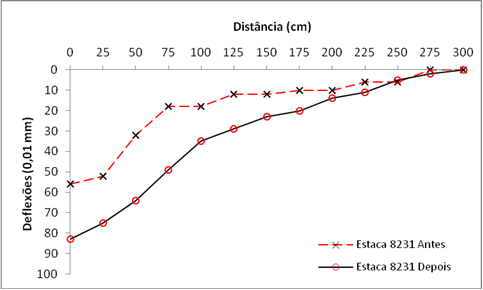 Distância (cm)
0 25 50 75 100 125 150 175 200 225 250 275 300
0
10
20
30
40
50
60
70
80
90
100
Deflexões (0,01 mm)
Estaca 8231 Antes
Estaca 8231 Depois